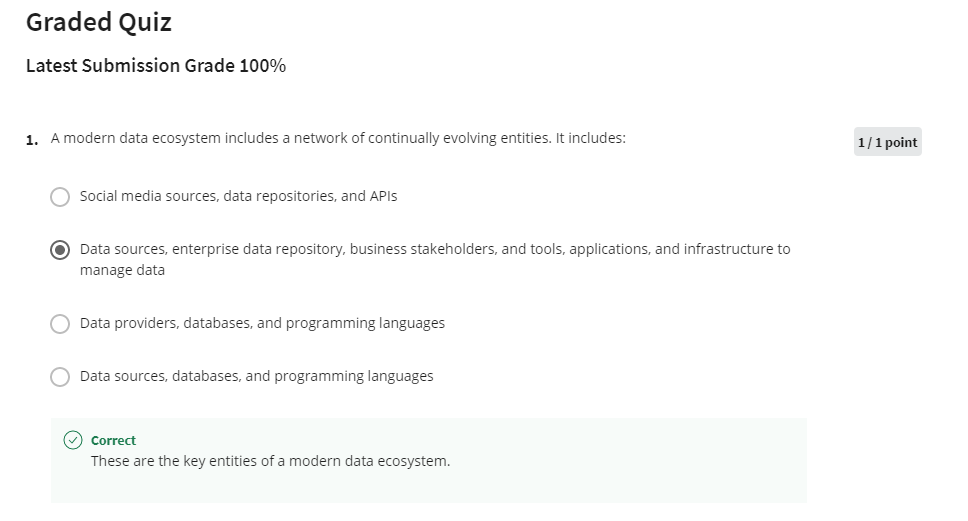 Graded Quiz
Latest Submission Grade 100%
1. A modern data ecosystem includes a network of continually evolving entities. It includes:
1 / 1 point
Social media sources, data repositories, and APIs
Data sources, enterprise data repository, business stakeholders, and tools, applications, and infrastructure to
manage data
Data providers, databases, and programming languages
Data sources, databases, and programming languages
Correct
These are the key entities of a modern data ecosystem.